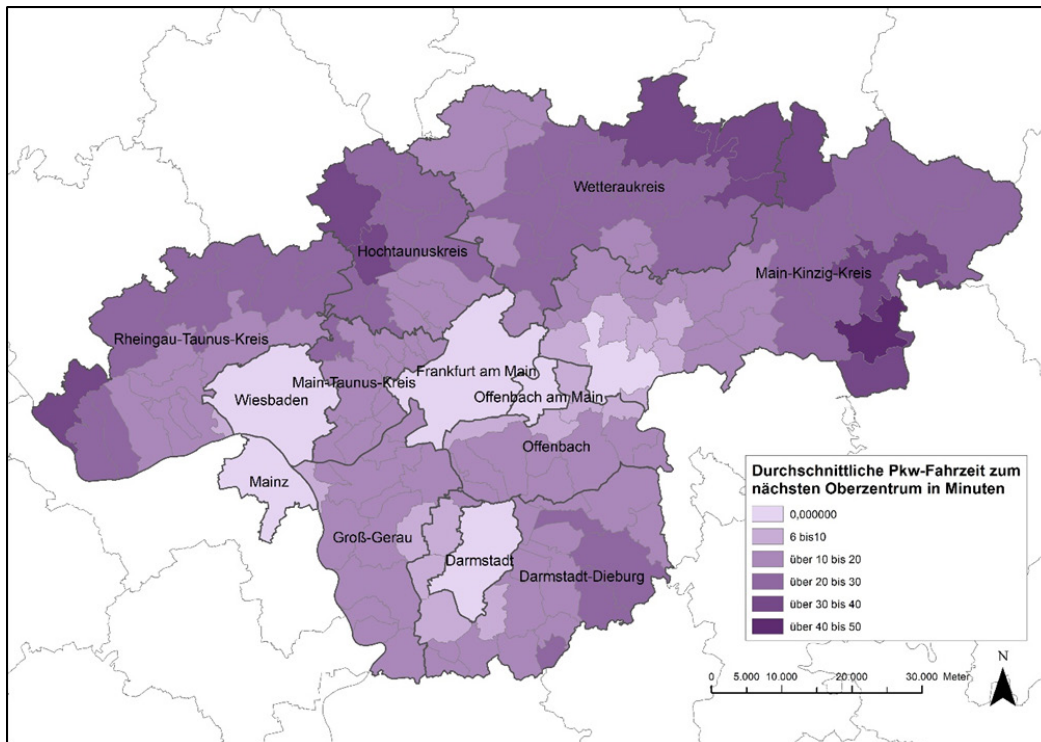 Wetteraukreis
Hochtaunuskreis
Main-Kinzig-Kreis
Rheingau-Taunus-Kreis
Main-Taunus-Kreis
Frankfurt am Main
Wiesbaden
Offenbach am Main
Offenbach
Mainz
Groß-Gerau
Darmstadt
Darmstadt-Dieburg
Durchschnittliche Pkw-Fahrzeit zum
nächsten Oberzentrum in Minuten
0,000000
6 bis10
über 10 bis 20
über 20 bis 30
über 30 bis 40
über 40 bis 50
N
0 5.000 10.000 20.000 30.000 Meter